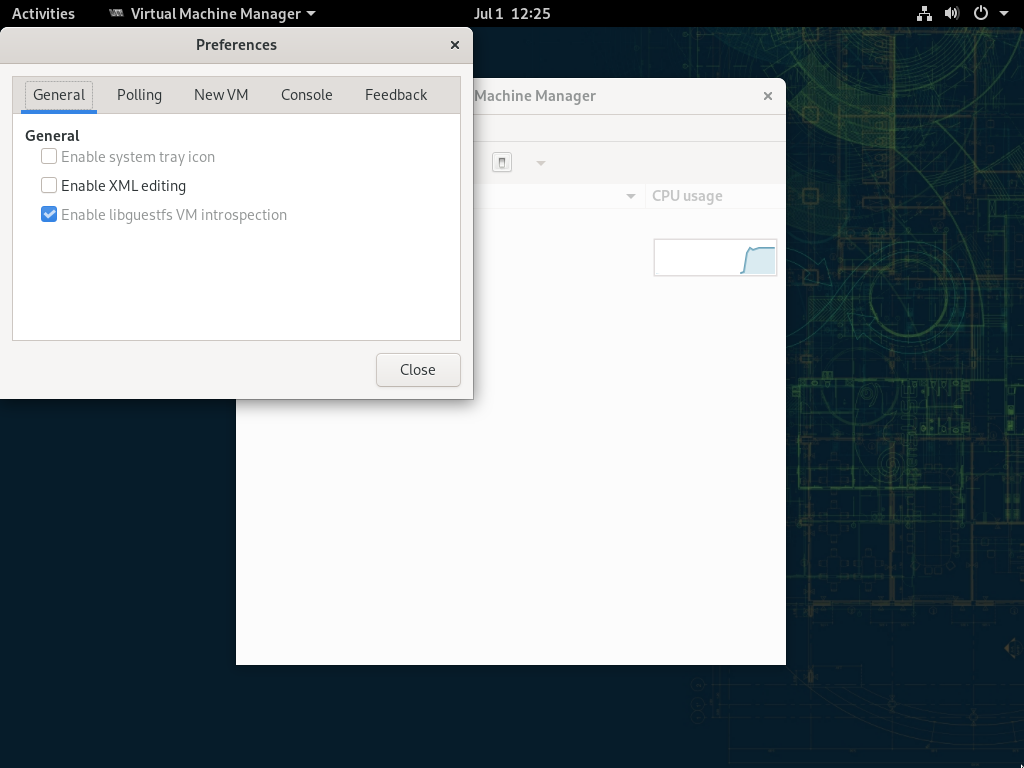 Activities
Virtual Machine Manager
Jul 1 12:25
Preferences
General
Polling
New VM
Console
Feedback
General
Enable system tray icon
Enable XML editing
Enable libguestfs VM introspection
Close
Machine Manager
CPU usage